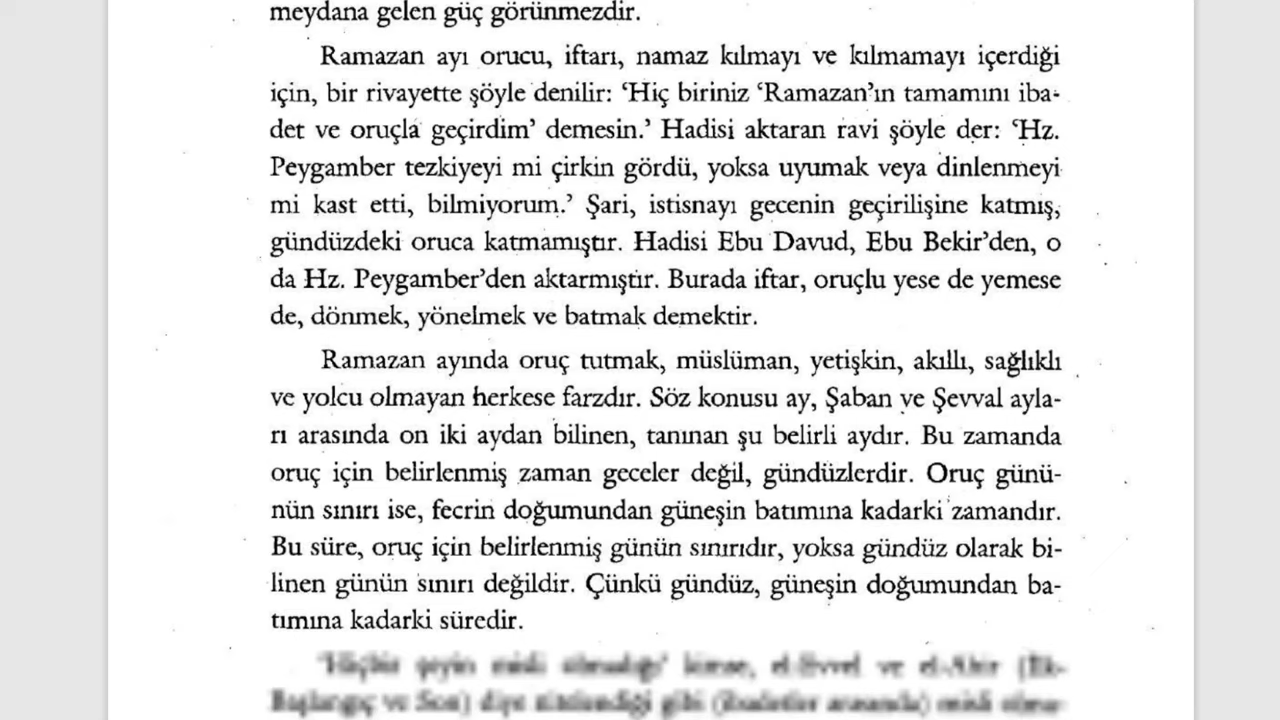 meydana gelen güç görünmezdir.
Ramazan ayı orucu, iftarı, namaz kılmayı ve kılmamayı içerdiği
için, bir rivayette şöyle denilir: ‘Hiç biriniz ‘Ramazan’ın tamamını iba-
det ve oruçla geçirdim’ demesin.’ Hadisi aktaran ravi şöyle der: ‘Hz.
Peygamber tezkiyeyi mi çirkin gördü, yoksa uyumak veya dinlenmeyi
mi kast etti, bilmiyorum.’ Şari, istisnayı gecenin geçirilişine katmış,
gündüzdeki oruca katmamıştır. Hadisi Ebu Davud, Ebu Bekir’den, o
da Hz. Peygamber’den aktarmıştır. Burada iftar, oruçlu yese de yemese
de, dönmek, yönelmek ve batmak demektir.
Ramazan ayında oruç tutmak, müslüman, yetişkin, akıllı, sağlıklı
ve yolcu olmayan herkese farzdır. Söz konusu ay, Şaban ve Şevval ayla-
rı arasında on iki aydan bilinen, tanınan şu belirli aydır. Bu zamanda
oruç için belirlenmiş zaman geceler değil, gündüzlerdir. Oruç günü-
nün sınırı ise, fecrin doğumundan güneşin batımına kadarki zamandır.
Bu süre, oruç için belirlenmiş günün sınırıdır, yoksa gündüz olarak bi-
linen günün sınırı değildir. Çünkü gündüz, güneşin doğumundan ba-
tımına kadarki süredir.